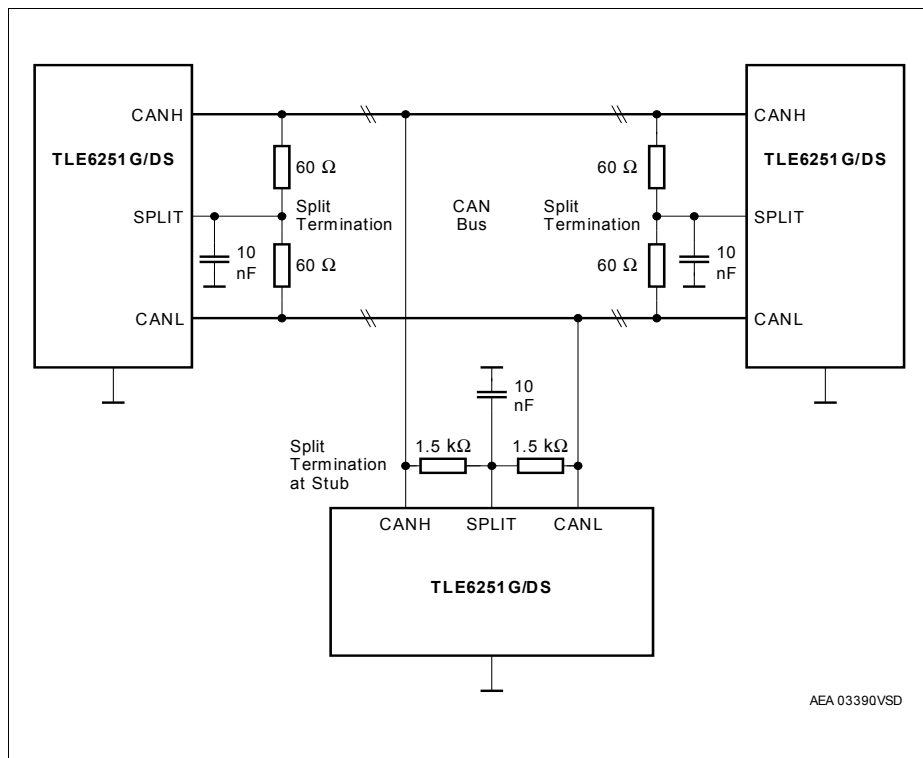 CANH
CANH
TLE6251G/DS
60 Ω
60 Ω
TLE6251G/DS
SPLIT
Split
Termination
CAN
Bus
Split
Termination
SPLIT
10
nF
60 Ω
60 Ω
10
nF
CANL
CANL
10
nF
Split
Termination
at Stub
1.5 kΩ
1.5 kΩ
CANH
SPLIT
CANL
TLE6251G/DS
AEA 03390.VSD